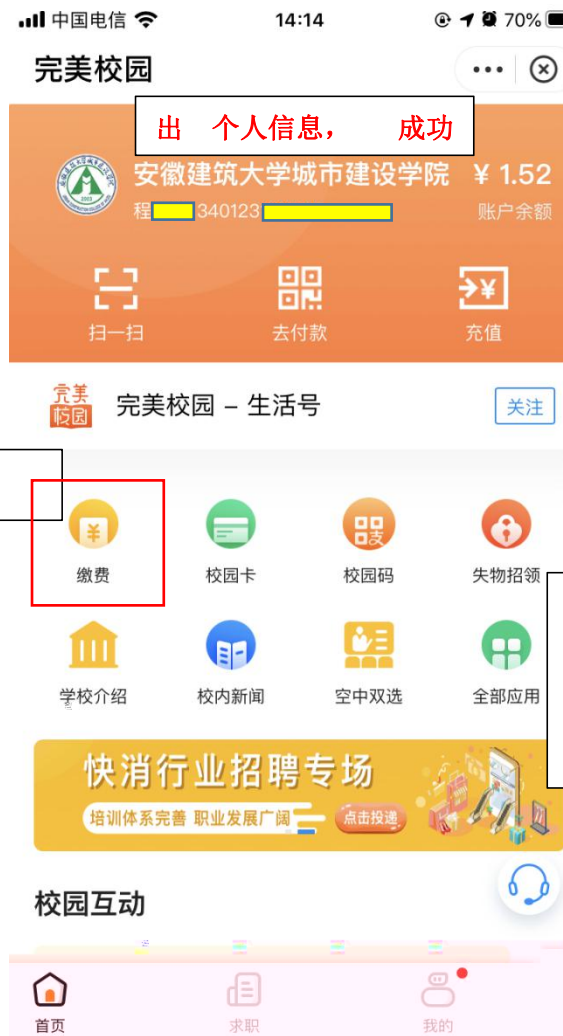 中国电信 14:14 70%
完美校园
出 个人信息， 成功
安徽建筑大学城市建设学院 ¥ 1.52
程 340123 账户余额
扫一扫 去付款 充值
完美校园
完美校园 – 生活号 关注
缴费 校园卡 校园码 失物招领
学校介绍 校内新闻 空中双选 全部应用
快消行业招聘专场
培训体系完善 职业发展广阔 点击投递
校园互动
首页 求职 我的